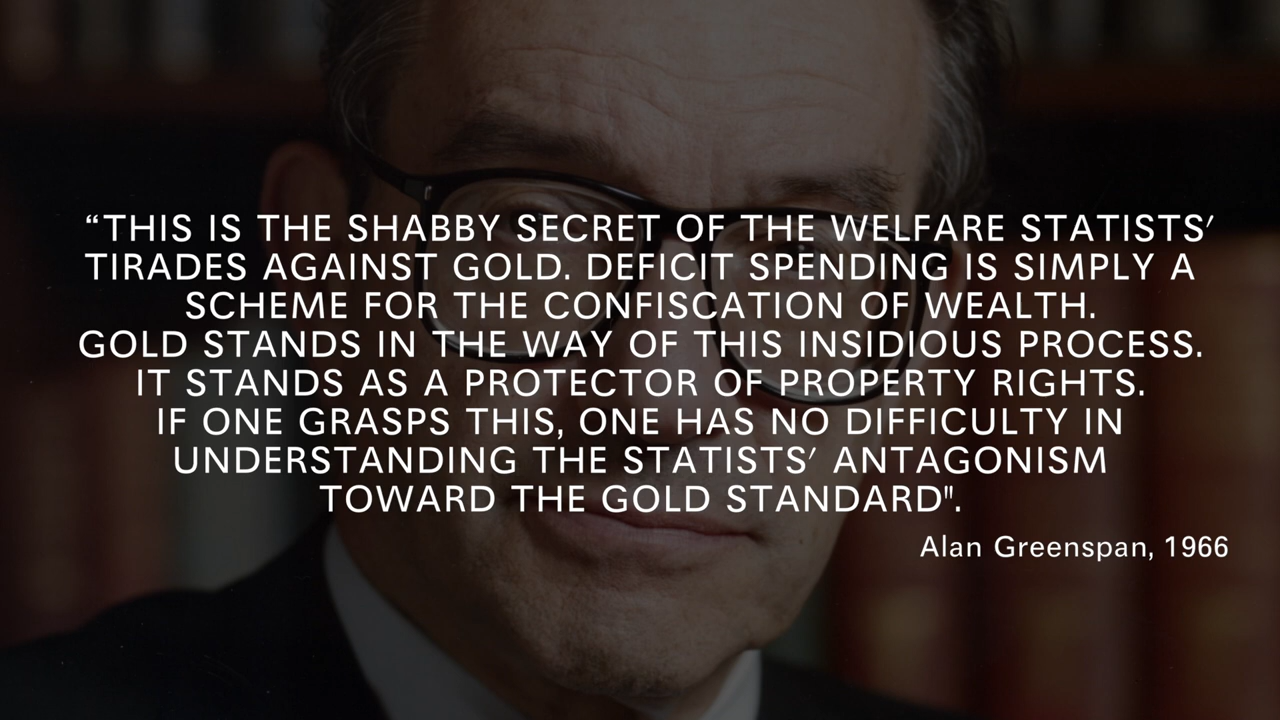 “THIS IS THE SHABBY SECRET OF THE WELFARE STATISTS’
TIRADES AGAINST GOLD. DEFICIT SPENDING IS SIMPLY A
SCHEME FOR THE CONFISCATION OF WEALTH.
GOLD STANDS IN THE WAY OF THIS INSIDIOUS PROCESS.
IT STANDS AS A PROTECTOR OF PROPERTY RIGHTS.
IF ONE GRASPS THIS, ONE HAS NO DIFFICULTY IN
UNDERSTANDING THE STATISTS’ ANTAGONISM
TOWARD THE GOLD STANDARD".
Alan Greenspan, 1966